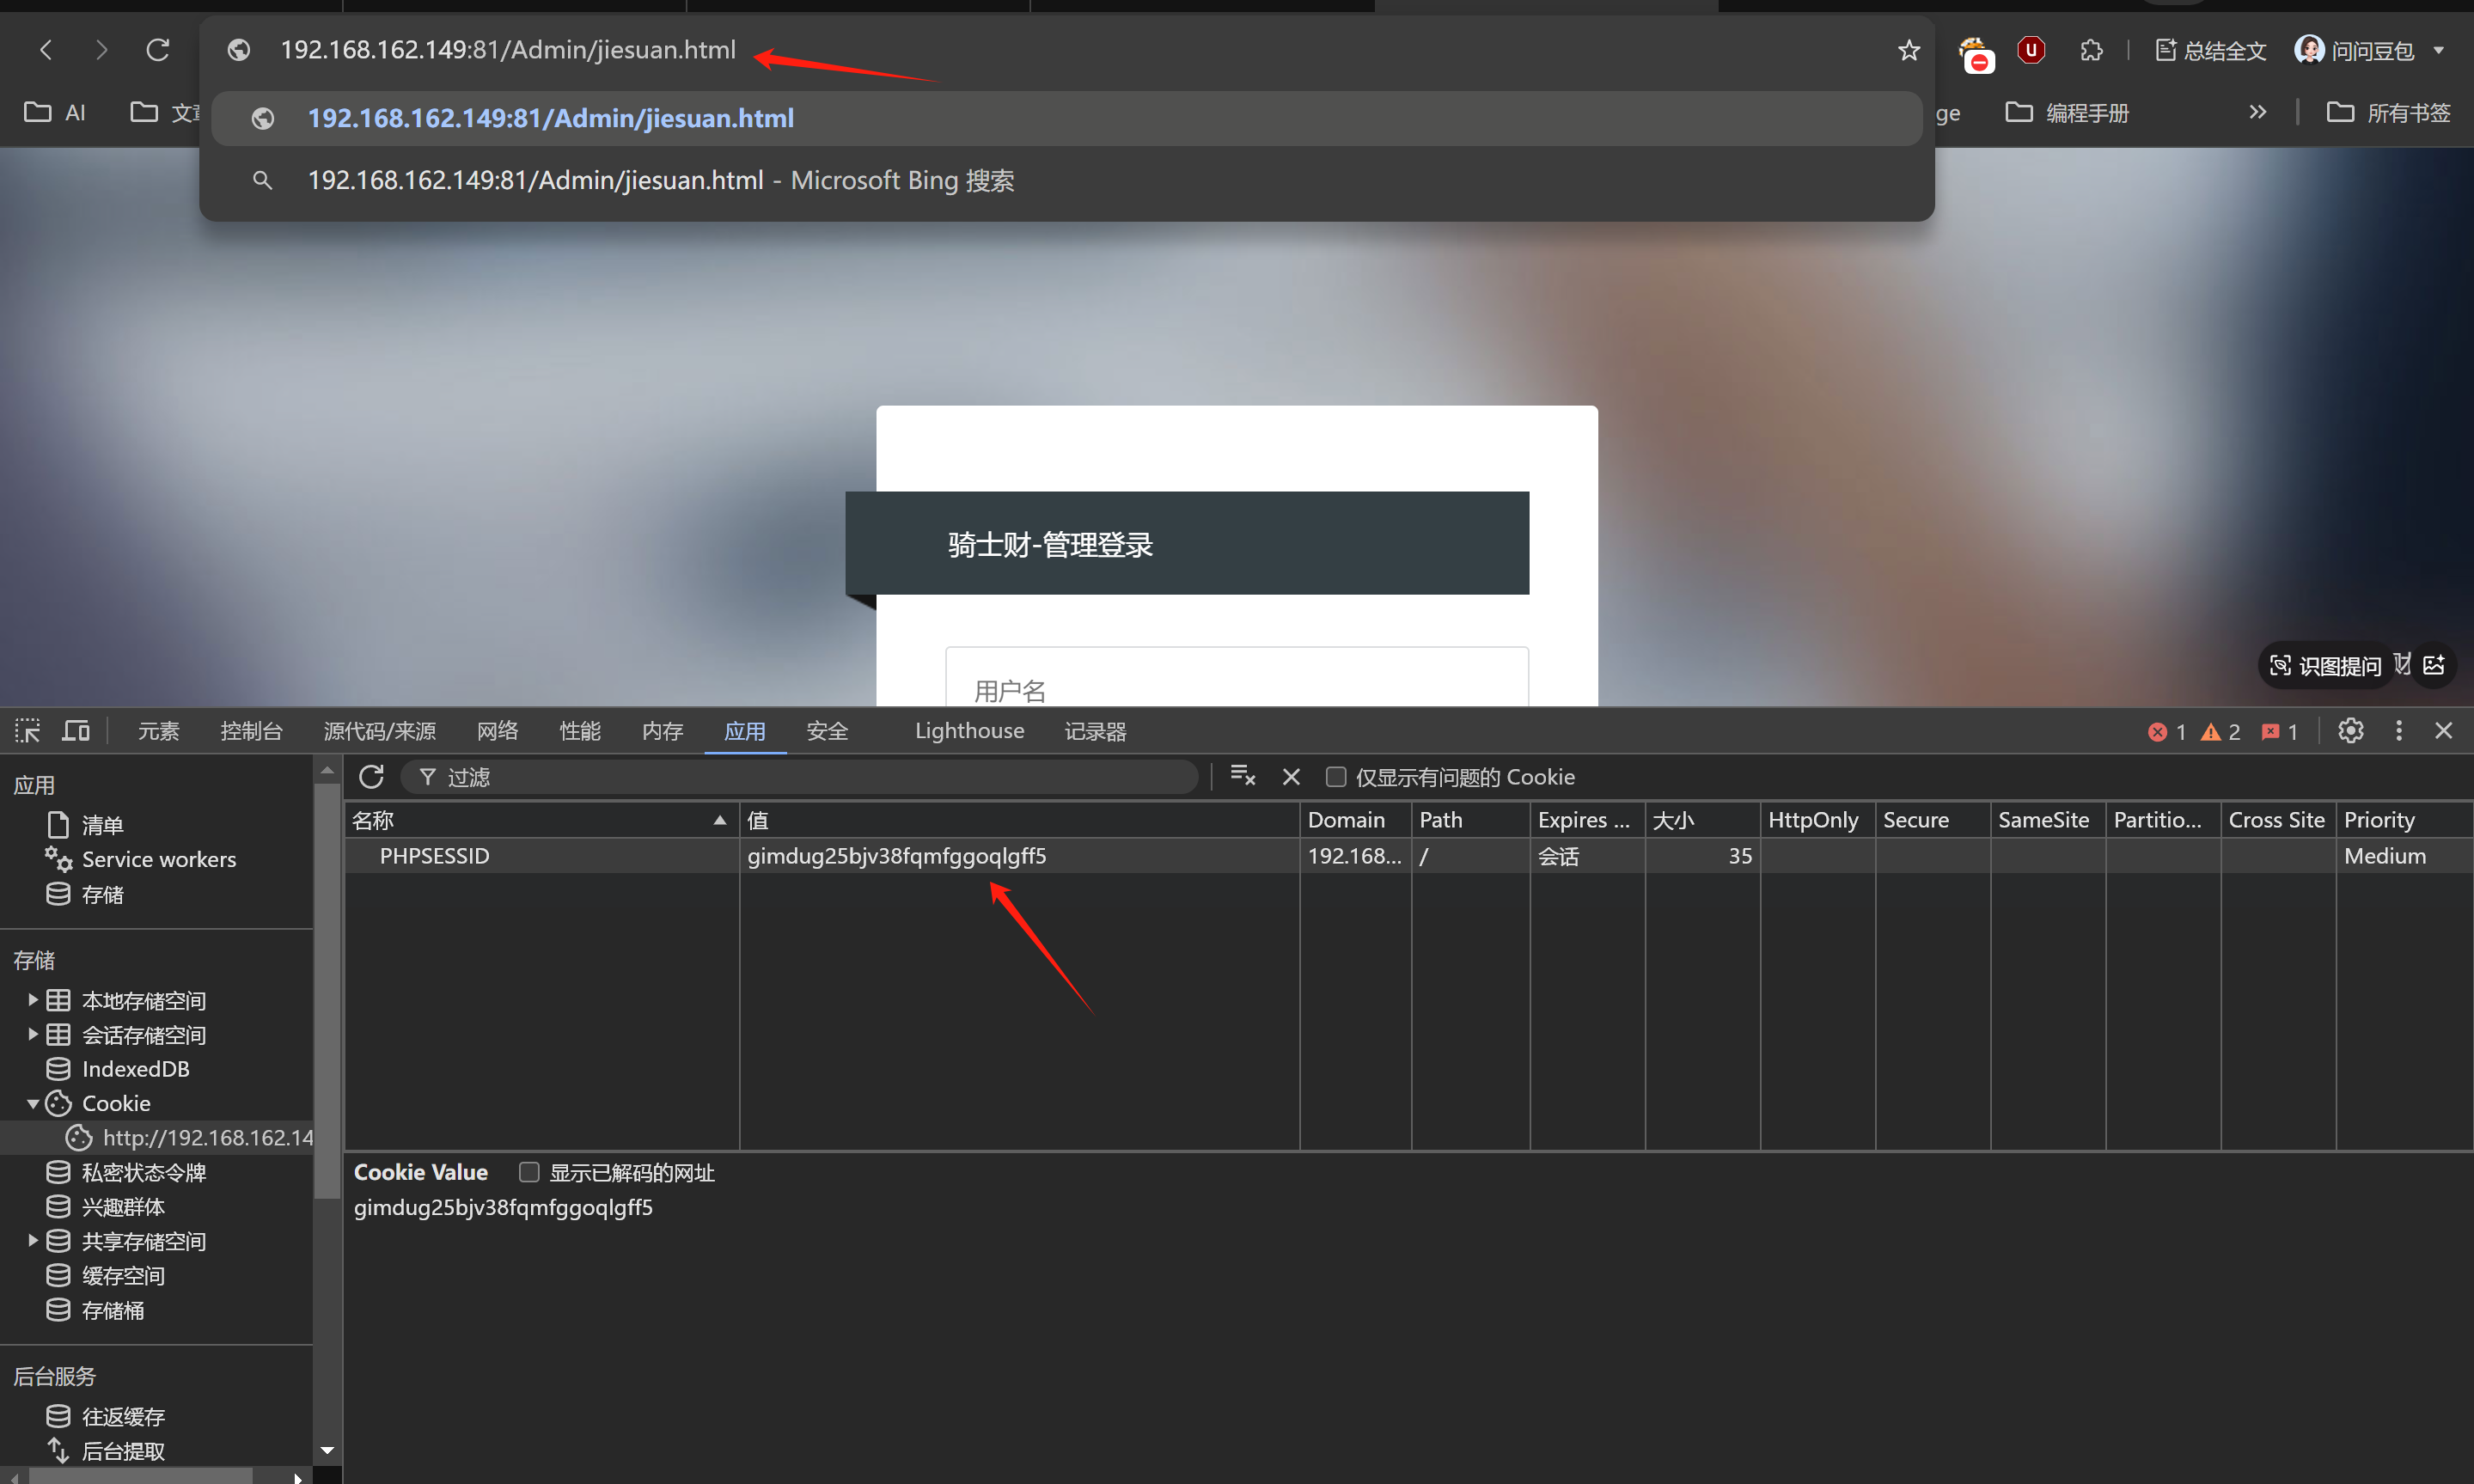 192.168.162.149:81/Admin/jiesuan.html
总结全文
问问豆包
AI
192.168.162.149:81/Admin/jiesuan.html
ge
编程手册
所有书签
192.168.162.149:81/Admin/jiesuan.html - Microsoft Bing 搜索
骑士财-管理登录
用户名
识图提问
元素 控制台 源代码/来源 网络 性能 内存 应用 安全 Lighthouse 记录器 1 2 1
应用
清单
Service workers
存储
存储
本地存储空间
会话存储空间
IndexedDB
Cookie
http://192.168.162.14
私密状态令牌
兴趣群体
共享存储空间
缓存空间
存储桶
后台服务
往返缓存
后台提取
过滤
仅显示有问题的 Cookie
名称 值 Domain Path Expires ... 大小 HttpOnly Secure SameSite Partitio... Cross Site Priority
PHPSESSID gimdug25bjv38fqmfggoqlgff5 192.168... / 会话 35 Medium
Cookie Value 显示已解码的网址
gimdug25bjv38fqmfggoqlgff5